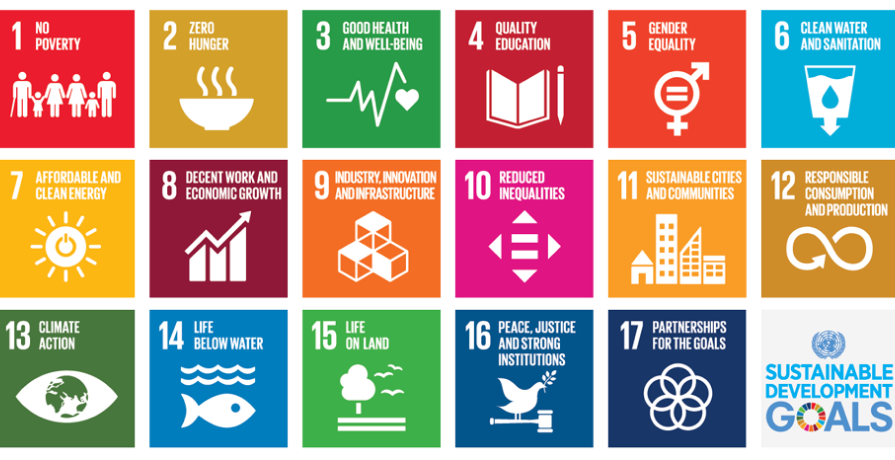 1 NO
POVERTY
2 ZERO
HUNGER
3 GOOD HEALTH
AND WELL-BEING
4 QUALITY
EDUCATION
5 GENDER
EQUALITY
6 CLEAN WATER
AND SANITATION
7 AFFORDABLE AND
CLEAN ENERGY
8 DECENT WORK AND
ECONOMIC GROWTH
9 INDUSTRY, INNOVATION
AND INFRASTRUCTURE
10 REDUCED
INEQUALITIES
11 SUSTAINABLE CITIES
AND COMMUNITIES
12 RESPONSIBLE
CONSUMPTION
AND PRODUCTION
13 CLIMATE
ACTION
14 LIFE
BELOW WATER
15 LIFE
ON LAND
16 PEACE, JUSTICE
AND STRONG
INSTITUTIONS
17 PARTNERSHIPS
FOR THE GOALS
SUSTAINABLE
DEVELOPMENT
GOALS